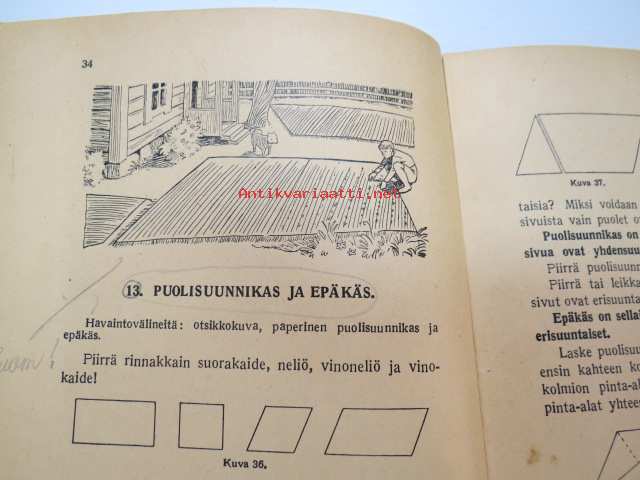 34
Antikvariaatti.net
13. PUOLISUUNNIKAS JA EPÄKÄS.
Havaintovälineitä: otsikkokuva, paperinen puolisuunnikas ja
epäkäs.
Piirrä rinnakkain suorakaide, neliö, vinoneliö ja vino-
kaide!
Kuva 36.
Kuva 37.
taisia? Miksi voidaan
sivuista vain puolet ov
Puolisuunnikas on
sivua ovat yhdensuu
Piirrä puolisuunn
Piirrä tai leikka
sivut ovat erisuunta
Epäkäs on sellai
erisuuntaiset.
Laske puolisu
ensin kahteen ko
kolmion pinta-al
pinta-alat yhtee